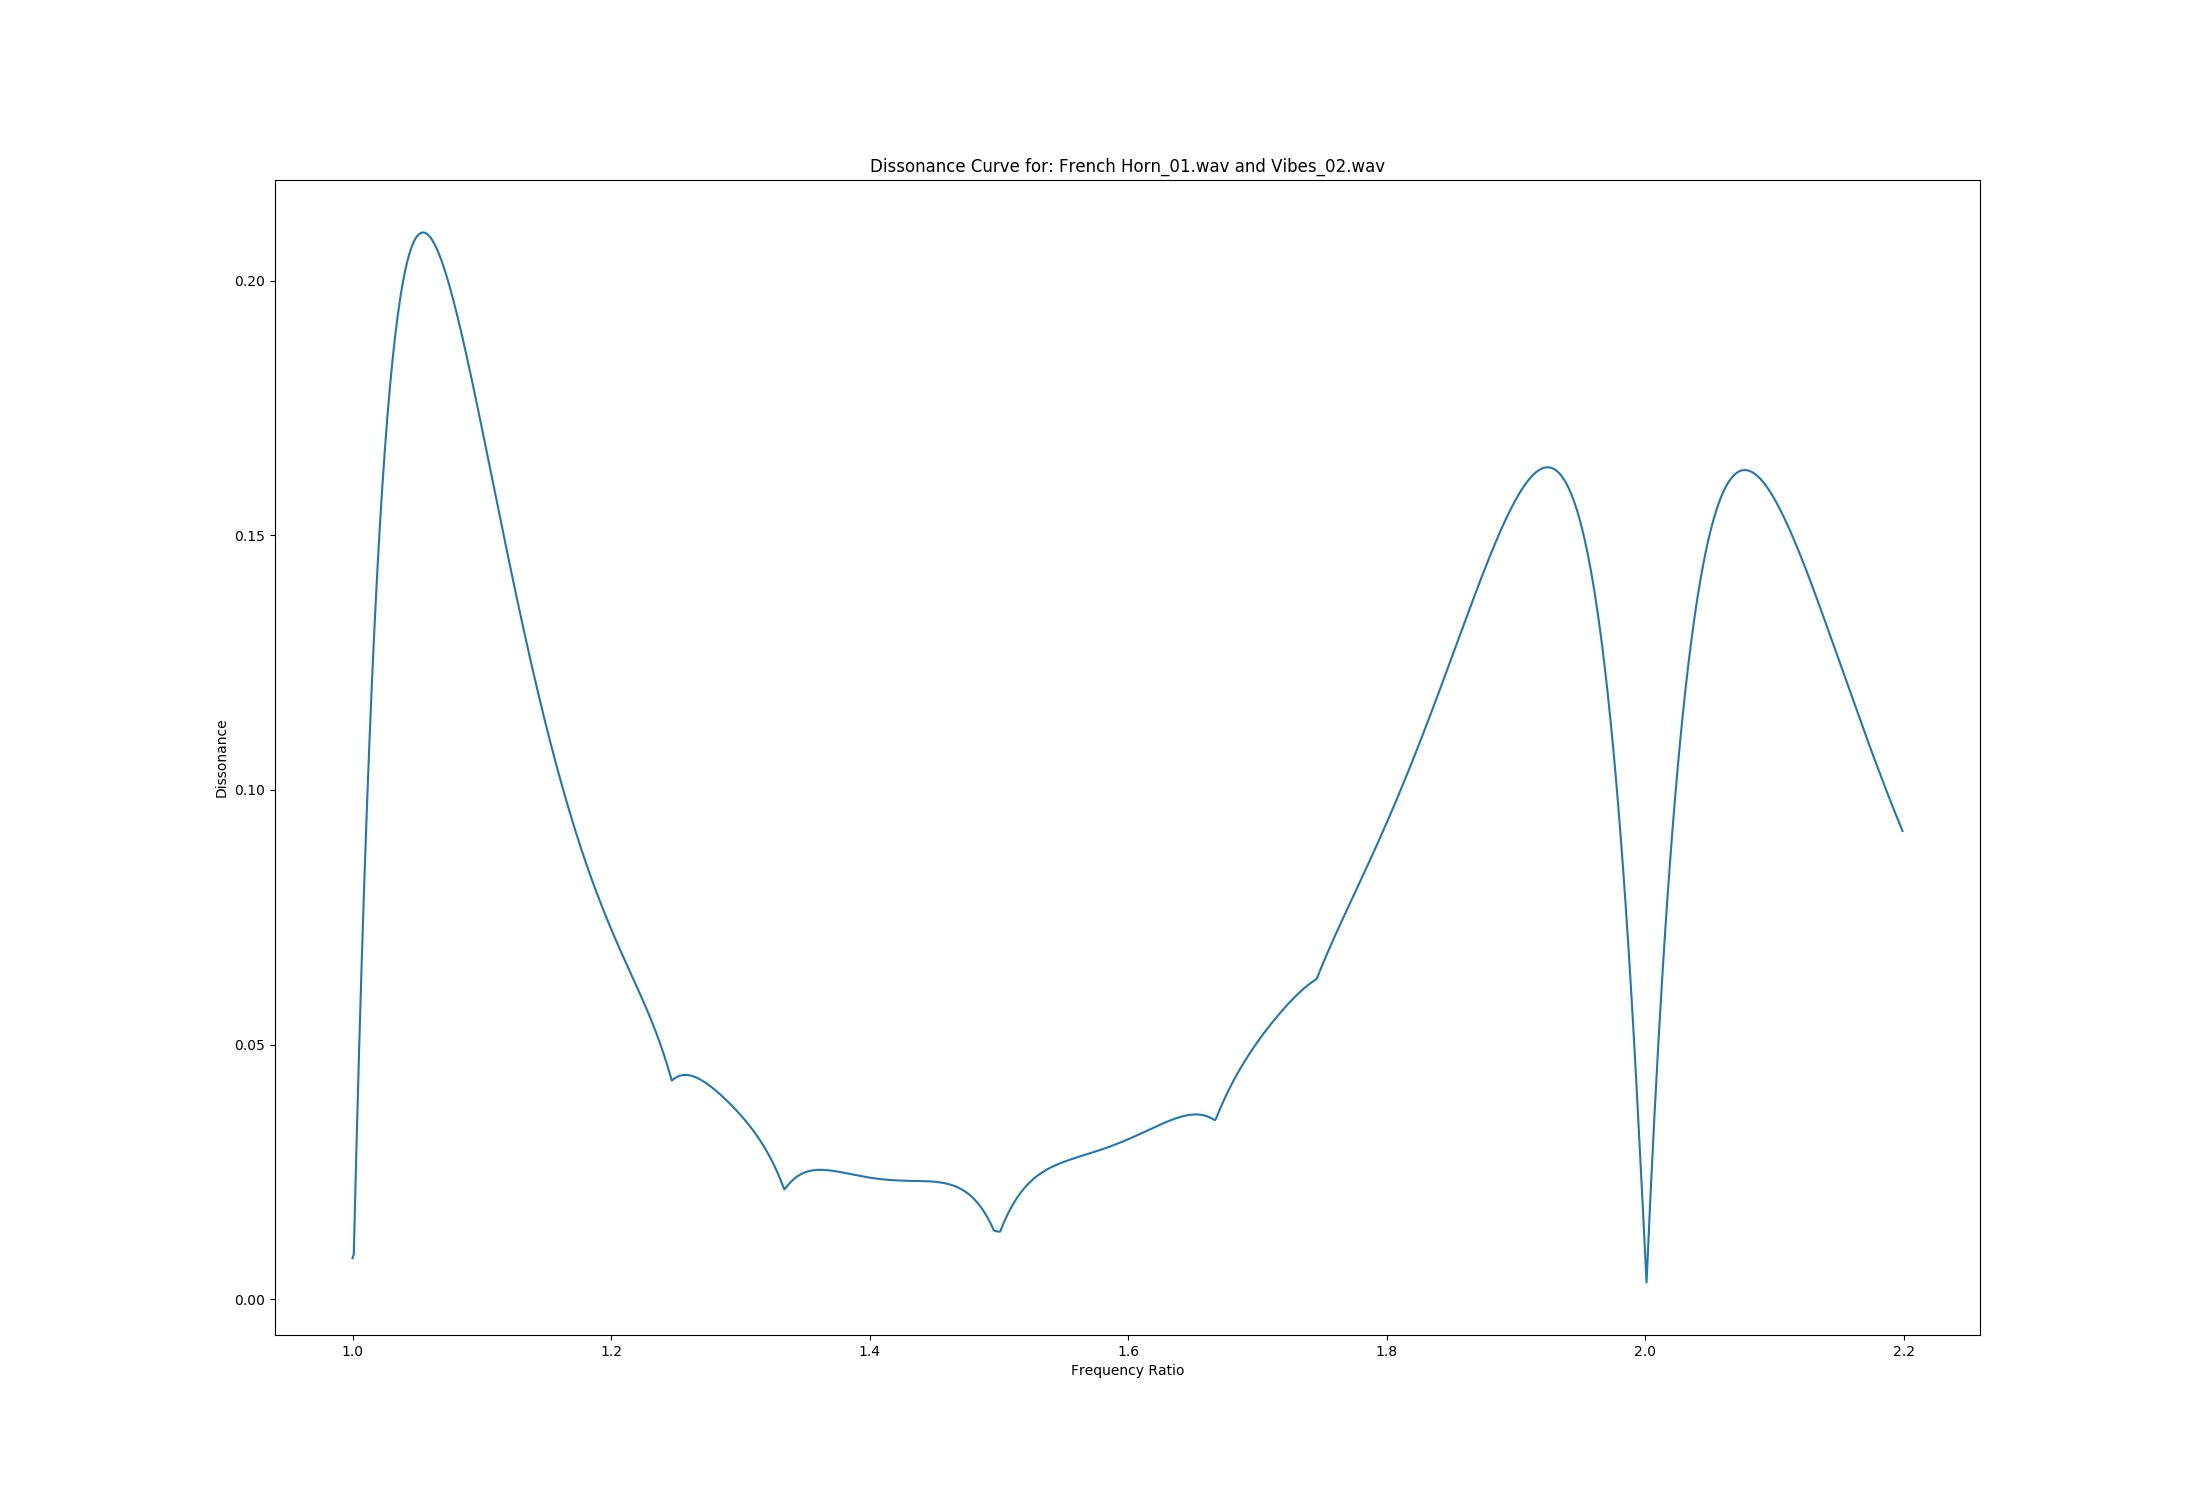 Dissonance Curve for: French Horn_01.wav and Vibes_02.wav
0.20
0.15
0.10
0.05
0.00
Dissonance
1.0 1.2 1.4 1.6 1.8 2.0 2.2
Frequency Ratio